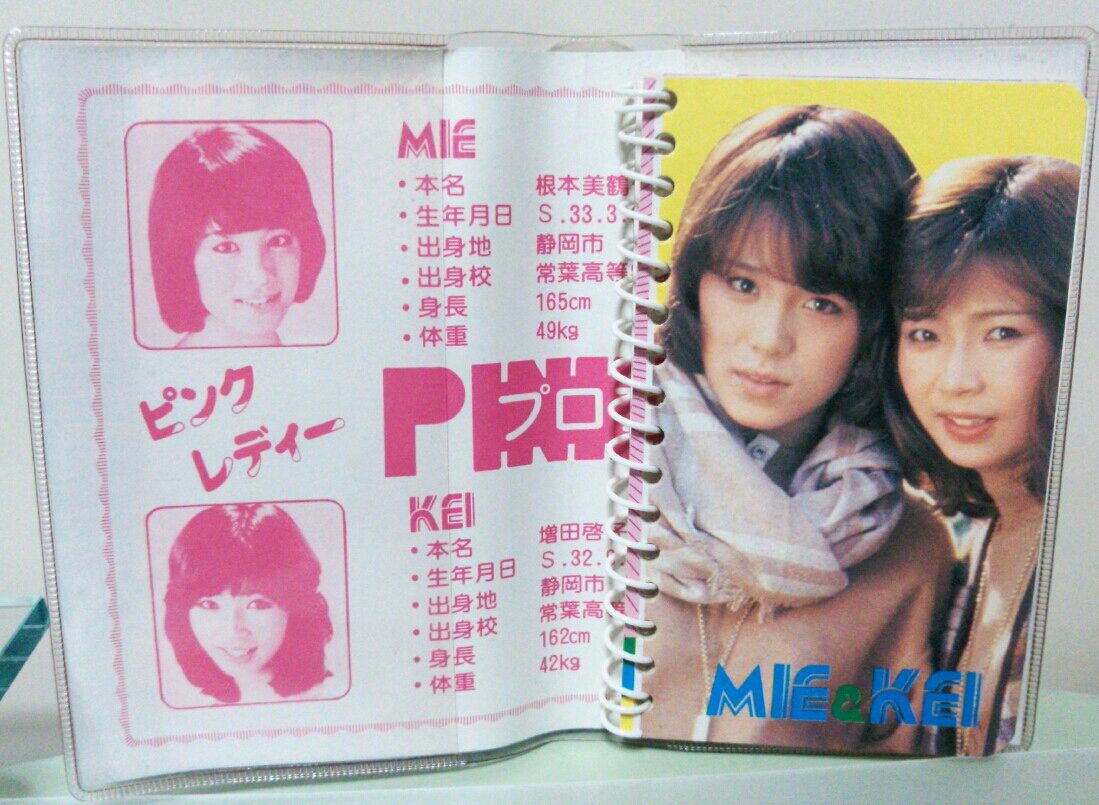 MIE
・本名 根本美鶴
・生年月日 S.33.3
・出身地 静岡市
・出身校 常葉高等
・身長 165cm
・体重 49kg
ピンク
レディー
PINK
プロ
KEI
・本名 増田啓
・生年月日 S.32.
・出身地 静岡市
・出身校 常葉高等
・身長 162cm
・体重 42kg
MIE&KEI